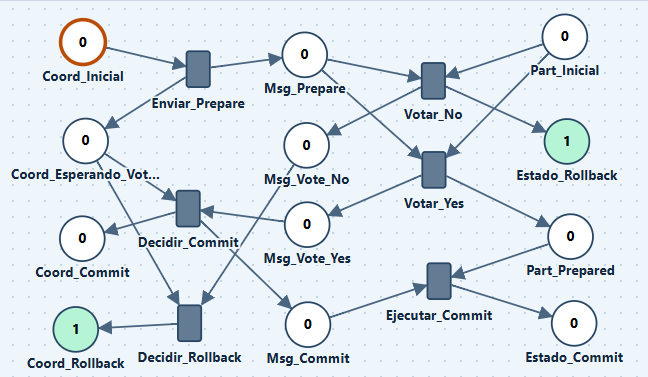 0
Coord_Inicial
Enviar_Prepare
0
Msg_Prepare
0
Part_Inicial
Votar_No
0
Coord_Esperando_Vot...
0
Msg_Vote_No
1
Estado_Rollback
Votar_Yes
0
Coord_Commit
Decidir_Commit
0
Msg_Vote_Yes
0
Part_Prepared
Ejecutar_Commit
1
Coord_Rollback
Decidir_Rollback
0
Msg_Commit
0
Estado_Commit